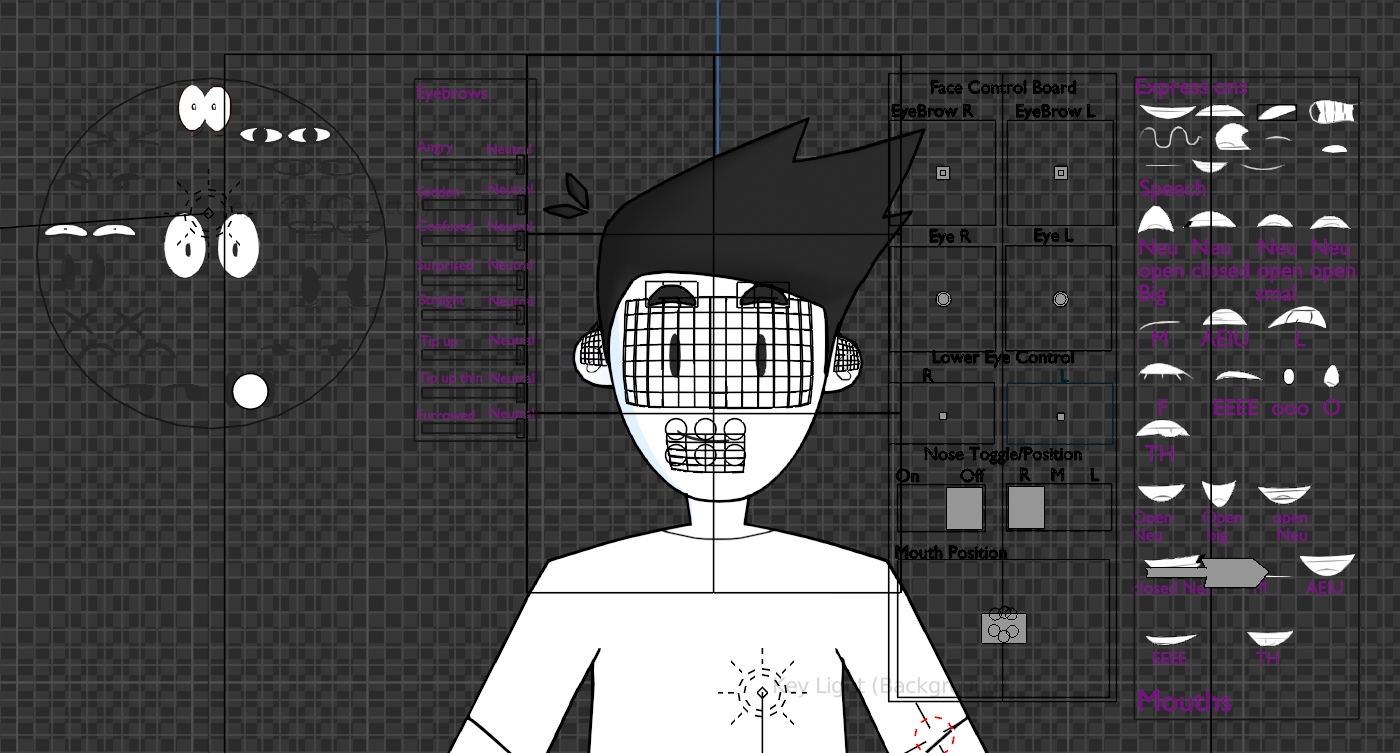 Eyebrows
Angry Neutral
Sadden Neutral
Confused Neutral
Surprised Neutral
Straight Neutral
Tip up Neutral
Tip up thin Neutral
Furrowed Neutral
Face Control Board
EyeBrow R EyeBrow L
Eye R Eye L
Lower Eye Control
R L
Nose Toggle/Position
On Off R M L
Mouth Position
Key Light (Backgr
Expressions
Speech
Neu Neu Neu Neu
open closed open open
Big smal
M AEIU L
F EEEE ooo O
TH
Open Open open
Neu big Neu
closed Neu M AEIU
EEEE TH
Mouths